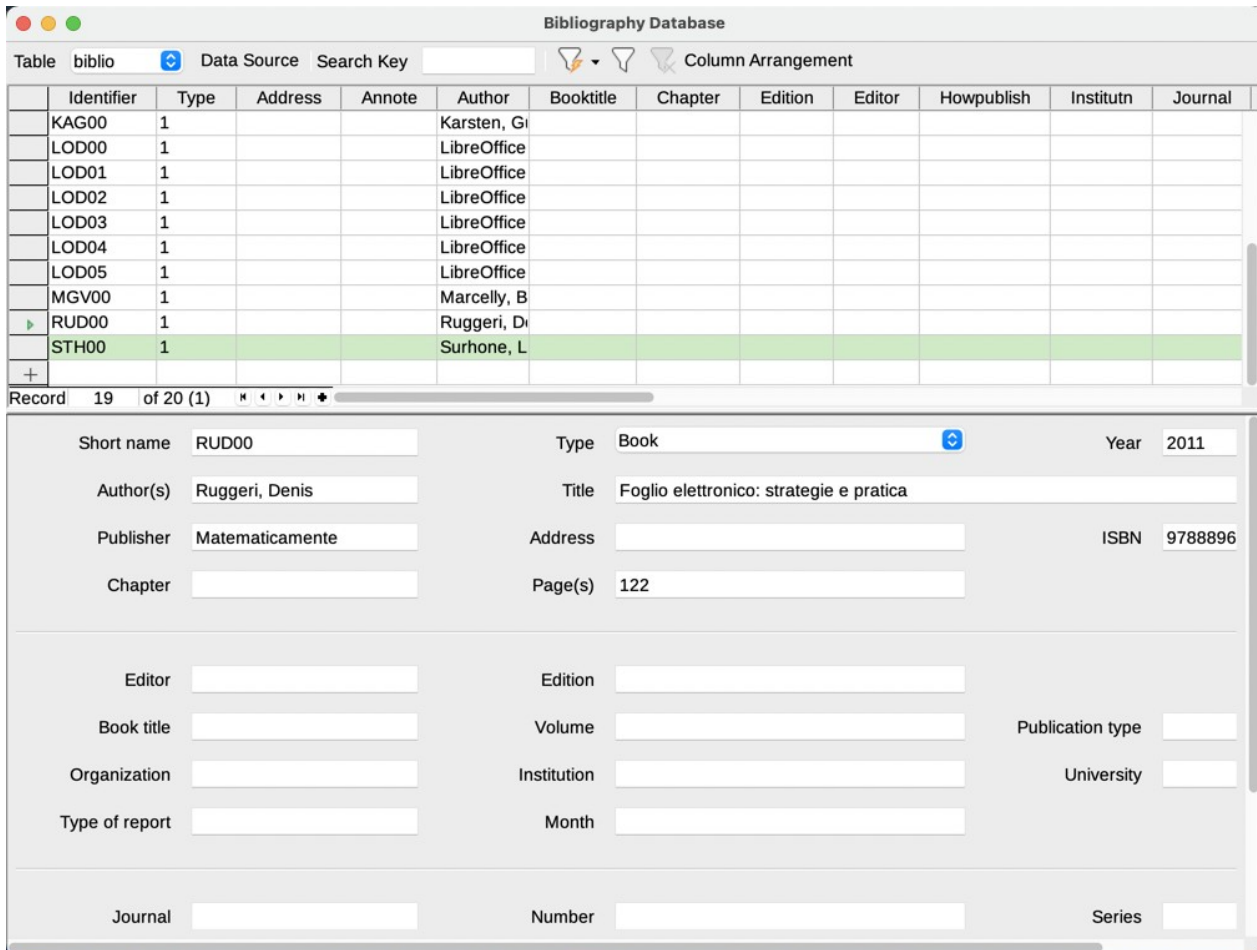 Bibliography Database
Table biblio Data Source Search Key Column Arrangement
Identifier Type Address Annote Author Booktitle Chapter Edition Editor Howpublish Institutn Journal
KAG00 1 Karsten, G
LOD00 1 LibreOffice
LOD01 1 LibreOffice
LOD02 1 LibreOffice
LOD03 1 LibreOffice
LOD04 1 LibreOffice
LOD05 1 LibreOffice
MGV00 1 Marcelly, B
RUD00 1 Ruggeri, D
STH00 1 Surhone, L
Record 19 of 20 (1)
Short name RUD00 Type Book Year 2011
Author(s) Ruggeri, Denis Title Foglio elettronico: strategie e pratica
Publisher Matematicamente Address ISBN 9788896
Chapter Page(s) 122
Editor Edition
Book title Volume Publication type
Organization Institution University
Type of report Month
Journal Number Series